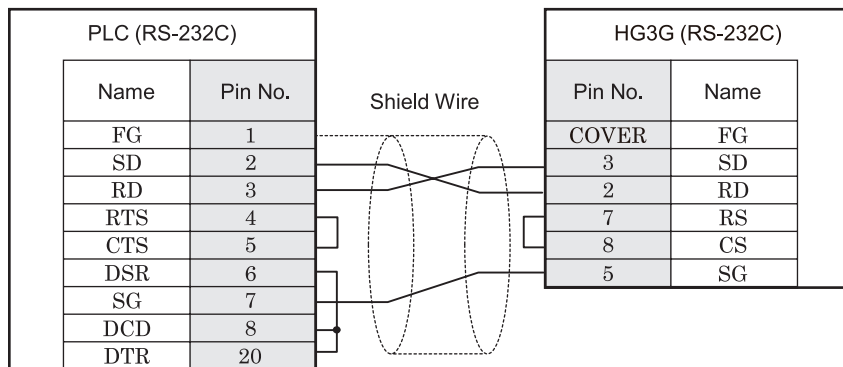 PLC (RS-232C)
Name Pin No.
FG 1
SD 2
RD 3
RTS 4
CTS 5
DSR 6
SG 7
DCD 8
DTR 20
Shield Wire
HG3G (RS-232C)
Pin No. Name
COVER FG
3 SD
2 RD
7 RS
8 CS
5 SG